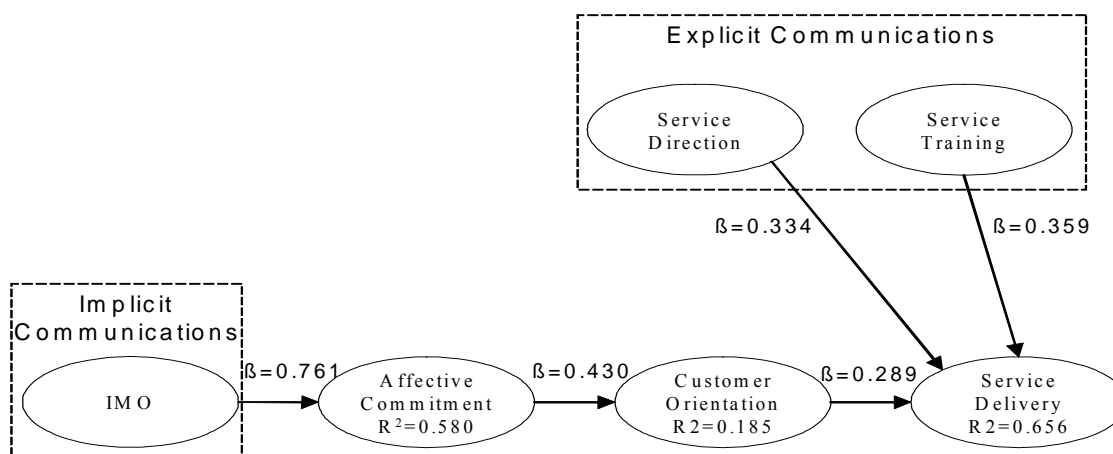 Explicit Communications
Service
Direction
Service
Training
ß=0.334
ß=0.359
Implicit
Communications
IMO
ß=0.761
Affective
Commitment
R²=0.580
ß=0.430
Customer
Orientation
R2=0.185
ß=0.289
Service
Delivery
R2=0.656